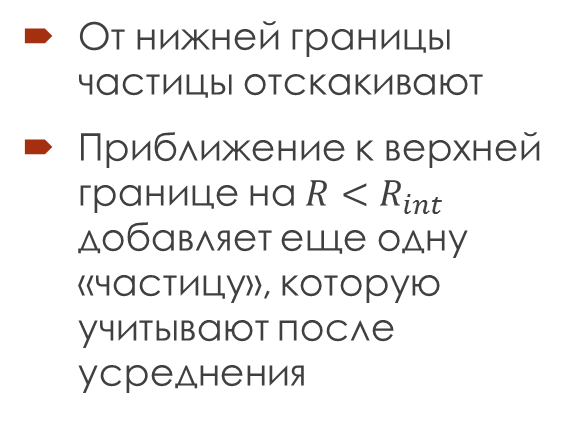 От нижней границы
частицы отскакивают
Приближение к верхней
границе на R < R_int
добавляет еще одну
«частицу», которую
учитывают после
усреднения